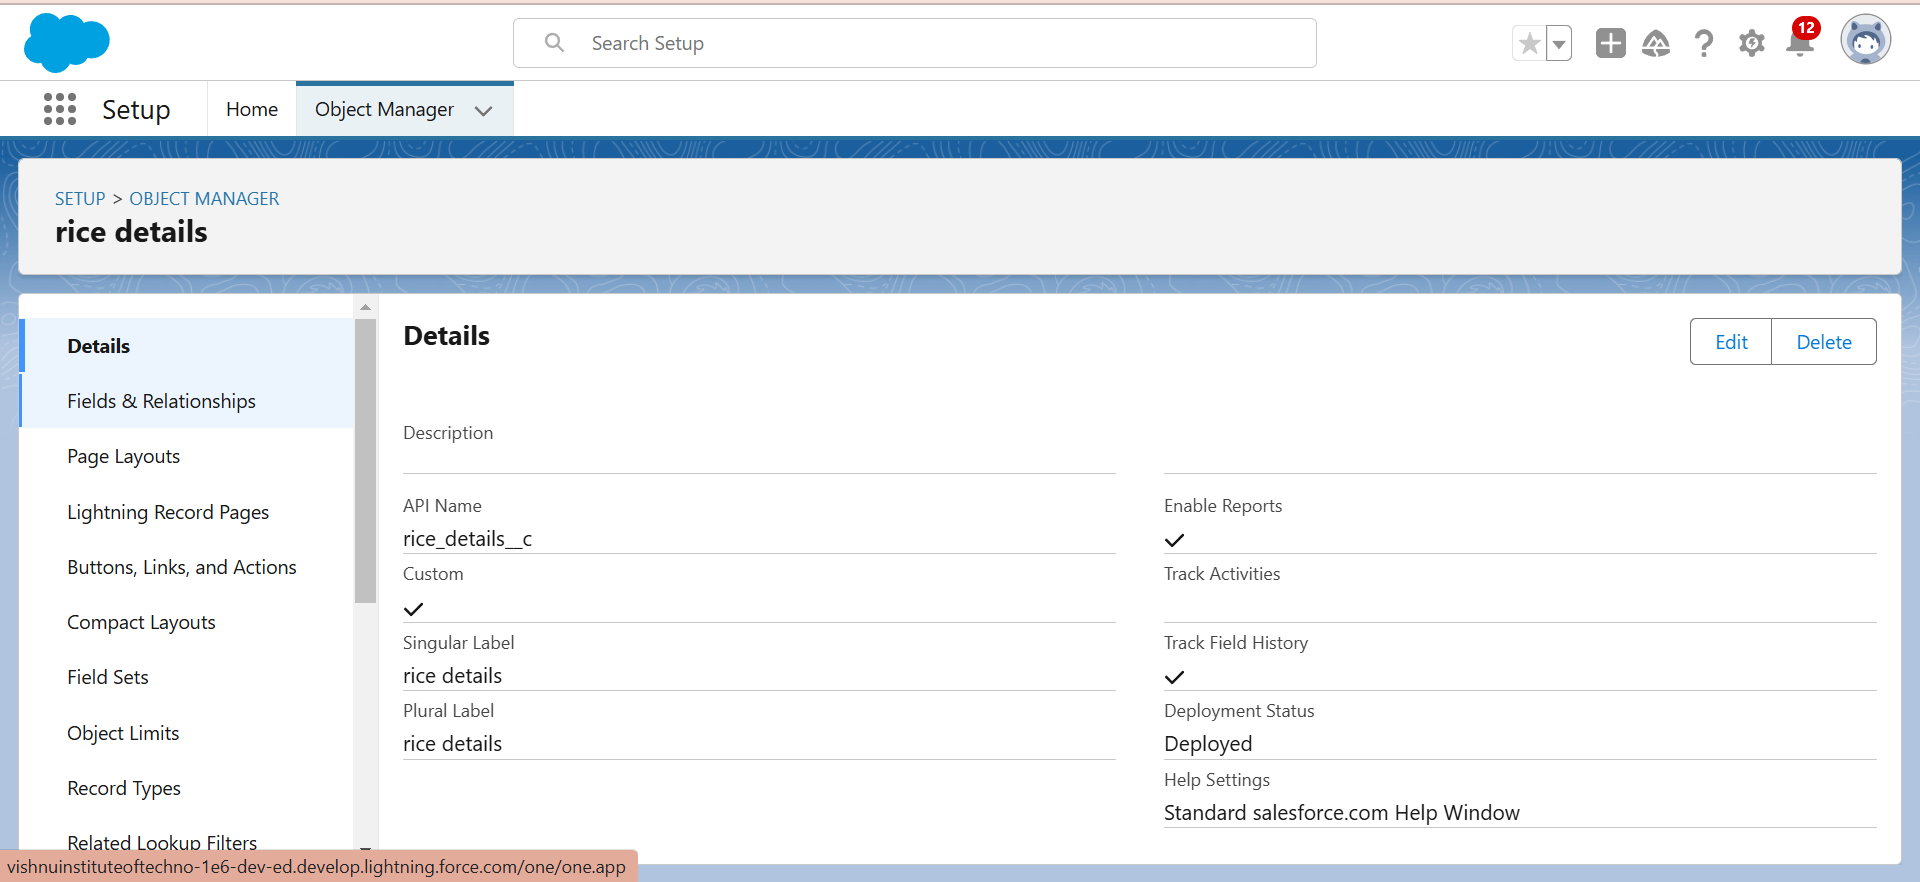 Search Setup
12
Setup
Home
Object Manager
SETUP > OBJECT MANAGER
rice details
Details
Fields & Relationships
Page Layouts
Lightning Record Pages
Buttons, Links, and Actions
Compact Layouts
Field Sets
Object Limits
Record Types
Related Lookup Filters
Details
Edit
Delete
Description
API Name
rice_details__c
Custom
Singular Label
rice details
Plural Label
rice details
Enable Reports
Track Activities
Track Field History
Deployment Status
Deployed
Help Settings
Standard salesforce.com Help Window
vishnuinstituteoftechno-1e6-dev-ed.develop.lightning.force.com/one/one.app